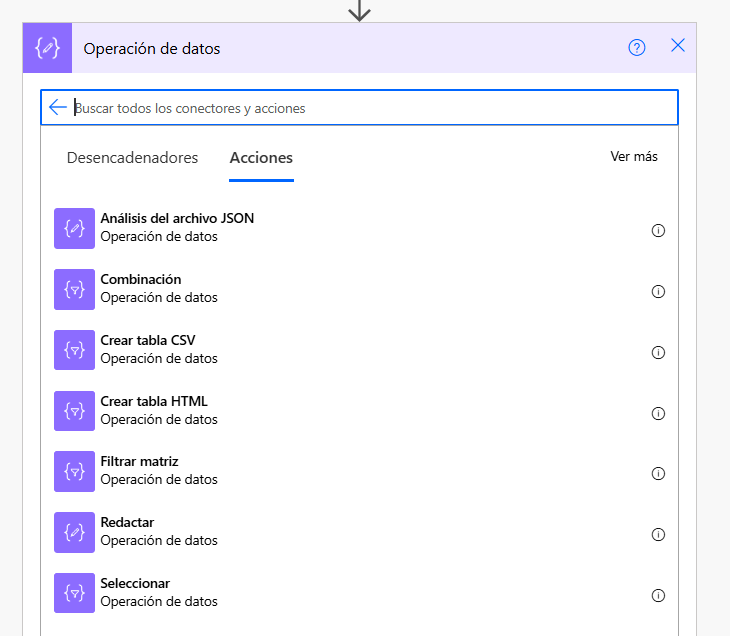 Operación de datos
Buscar todos los conectores y acciones
Desencadenadores Acciones Ver más
Análisis del archivo JSON
Operación de datos
Combinación
Operación de datos
Crear tabla CSV
Operación de datos
Crear tabla HTML
Operación de datos
Filtrar matriz
Operación de datos
Redactar
Operación de datos
Seleccionar
Operación de datos